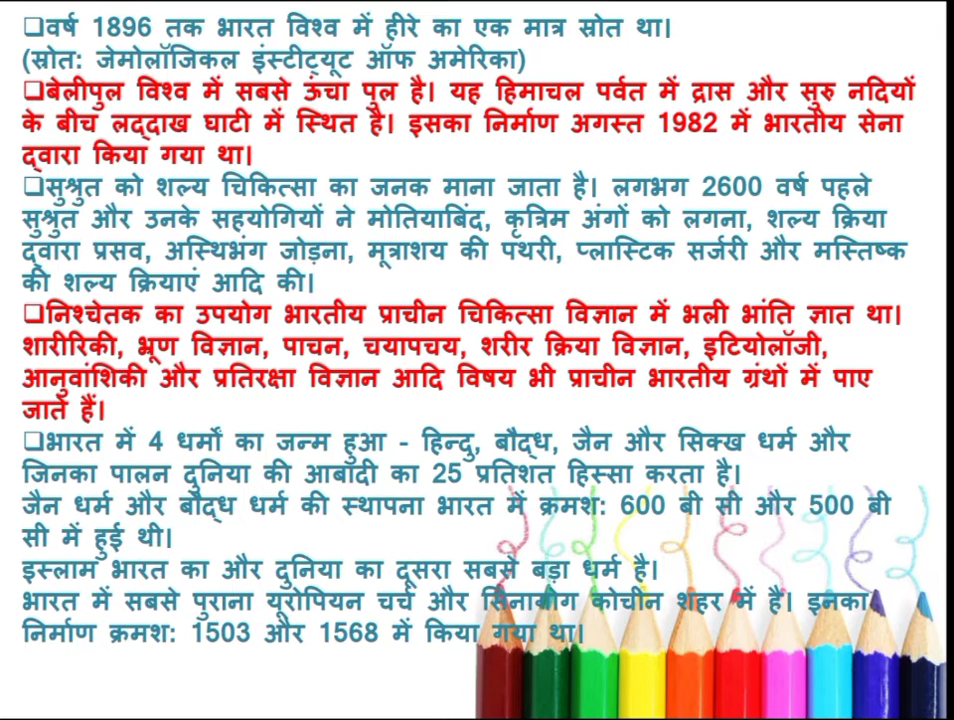 ❑वर्ष 1896 तक भारत विश्व में हीरे का एक मात्र स्रोत था।
(स्रोत: जेमोलॉजिकल इंस्टीट्यूट ऑफ अमेरिका)
❑बेलीपुल विश्व में सबसे ऊंचा पुल है। यह हिमाचल पर्वत में द्रास और सुरु नदियों
के बीच लद्दाख घाटी में स्थित है। इसका निर्माण अगस्त 1982 में भारतीय सेना
द्वारा किया गया था।
❑सुश्रुत को शल्य चिकित्सा का जनक माना जाता है। लगभग 2600 वर्ष पहले
सुश्रुत और उनके सहयोगियों ने मोतियाबिंद, कृत्रिम अंगों को लगना, शल्य क्रिया
द्वारा प्रसव, अस्थिभंग जोड़ना, मूत्राशय की पथरी, प्लास्टिक सर्जरी और मस्तिष्क
की शल्य क्रियाएं आदि की।
❑निश्चेतक का उपयोग भारतीय प्राचीन चिकित्सा विज्ञान में भली भांति ज्ञात था।
शारीरिकी, भ्रूण विज्ञान, पाचन, चयापचय, शरीर क्रिया विज्ञान, इटियोलॉजी,
आनुवांशिकी और प्रतिरक्षा विज्ञान आदि विषय भी प्राचीन भारतीय ग्रंथों में पाए
जाते हैं।
❑भारत में 4 धर्मों का जन्म हुआ - हिन्दु, बौद्ध, जैन और सिक्ख धर्म और
जिनका पालन दुनिया की आबादी का 25 प्रतिशत हिस्सा करता है।
जैन धर्म और बौद्ध धर्म की स्थापना भारत में क्रमश: 600 बी सी और 500 बी
सी में हुई थी।
इस्लाम भारत का और दुनिया का दूसरा सबसे बड़ा धर्म है।
भारत में सबसे पुराना यूरोपियन चर्च और सिनागोग कोचीन शहर में है। इनका
निर्माण क्रमश: 1503 और 1568 में किया गया था।